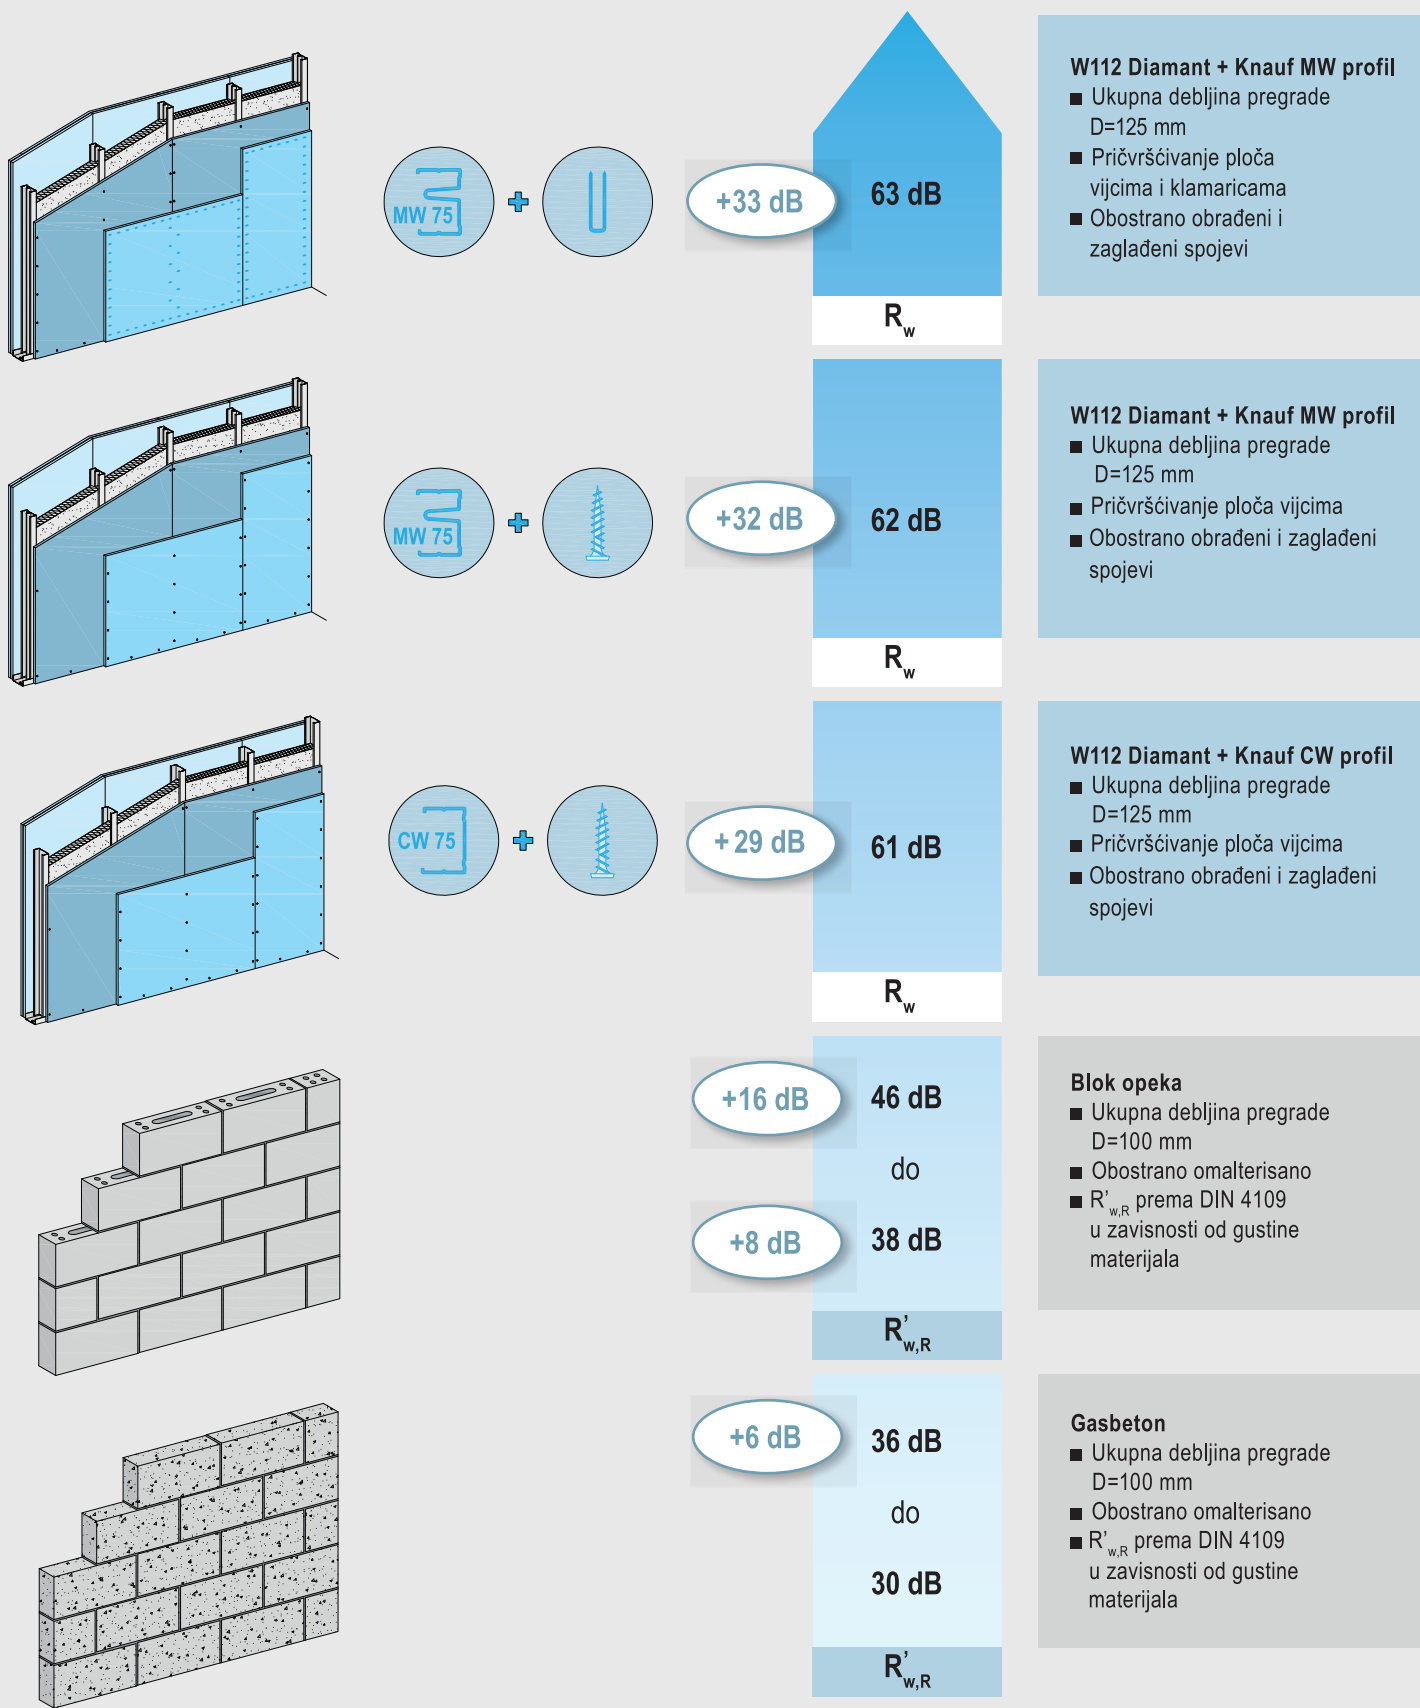 MW 75
+
+33 dB
63 dB
Rw
W112 Diamant + Knauf MW profil
■ Ukupna debljina pregrade
D=125 mm
■ Pričvršćivanje ploča
vijcima i klamaricama
■ Obostrano obrađeni i
zaglađeni spojevi
MW 75
+
+32 dB
62 dB
Rw
W112 Diamant + Knauf MW profil
■ Ukupna debljina pregrade
D=125 mm
■ Pričvršćivanje ploča vijcima
■ Obostrano obrađeni i zaglađeni
spojevi
CW 75
+
+ 29 dB
61 dB
Rw
W112 Diamant + Knauf CW profil
■ Ukupna debljina pregrade
D=125 mm
■ Pričvršćivanje ploča vijcima
■ Obostrano obrađeni i zaglađeni
spojevi
+16 dB
46 dB
do
+8 dB
38 dB
R'w,R
Blok opeka
■ Ukupna debljina pregrade
D=100 mm
■ Obostrano omalterisano
■ R'w,R prema DIN 4109
u zavisnosti od gustine
materijala
+6 dB
36 dB
do
30 dB
R'w,R
Gasbeton
■ Ukupna debljina pregrade
D=100 mm
■ Obostrano omalterisano
■ R'w,R prema DIN 4109
u zavisnosti od gustine
materijala